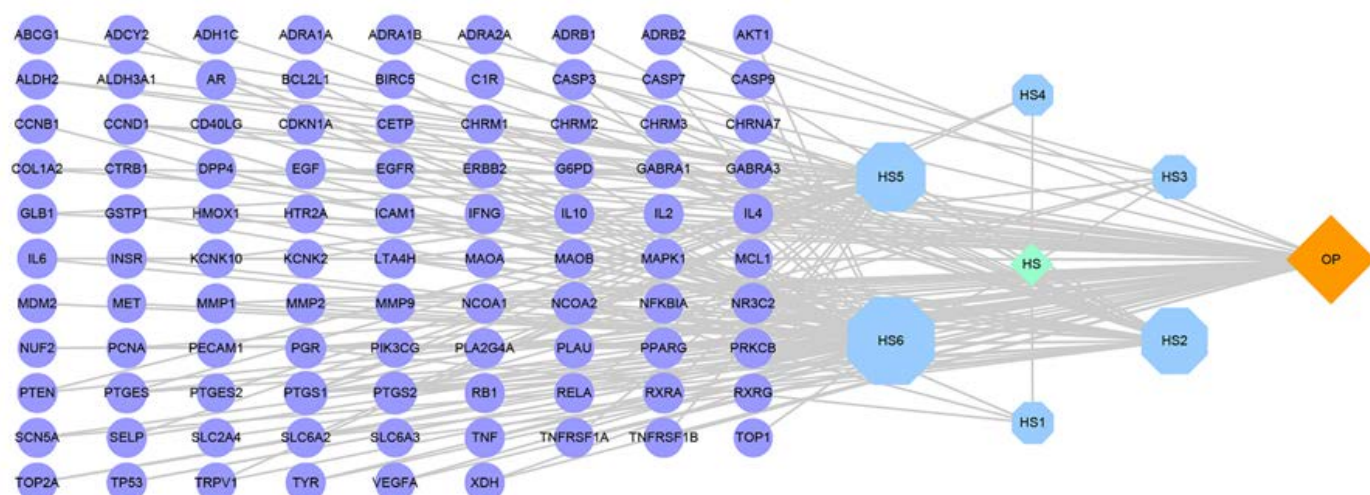 ABCG1 ADCY2 ADH1C ADRA1A ADRA1B ADRA2A ADRB1 ADRB2 AKT1
ALDH2 ALDH3A1 AR BCL2L1 BIRC5 C1R CASP3 CASP7 CASP9
HS4
CCNB1 CCND1 CD40LG CDKN1A CETP CHRM1 CHRM2 CHRM3 CHRNA7
COL1A2 CTRB1 DPP4 EGF EGFR ERBB2 G6PD GABRA1 GABRA3
HS5 HS3
GLB1 GSTP1 HMOX1 HTR2A ICAM1 IFNG IL10 IL2 IL4
IL6 INSR KCNK10 KCNK2 LTA4H MAOA MAOB MAPK1 MCL1
HS OP
MDM2 MET MMP1 MMP2 MMP9 NCOA1 NCOA2 NFKBIA NR3C2
HS6 HS2
NUF2 PCNA PECAM1 PGR PIK3CG PLA2G4A PLAU PPARG PRKCB
PTEN PTGES PTGES2 PTGS1 PTGS2 RB1 RELA RXRA RXRG
HS1
SCN5A SELP SLC2A4 SLC6A2 SLC6A3 TNF TNFRSF1A TNFRSF1B TOP1
TOP2A TP53 TRPV1 TYR VEGFA XDH